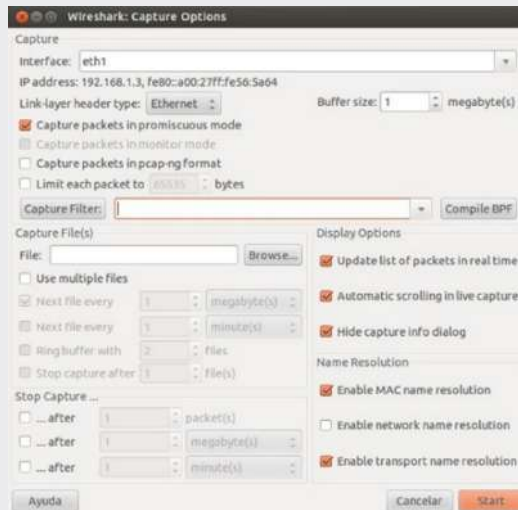 Wireshark: Capture Options
Capture
Interface: eth1
IP address: 192.168.1.3, fe80::a00:27ff:fe56:5a64
Link-layer header type: Ethernet Buffer size: 1 megabyte(s)
Capture packets in promiscuous mode
Capture packets in monitor mode
Capture packets in pcap-ng format
Limit each packet to 65535 bytes
Capture Filter: Compile BPF
Capture File(s)
File: Browse...
Use multiple files
Next file every 1 megabyte(s)
Next file every 1 minute(s)
Ring buffer with 2 files
Stop capture after 1 file(s)
Stop Capture ...
... after 1 packet(s)
... after 1 megabyte(s)
... after 1 minute(s)
Display Options
Update list of packets in real time
Automatic scrolling in live capture
Hide capture info dialog
Name Resolution
Enable MAC name resolution
Enable network name resolution
Enable transport name resolution
Ayuda Cancelar Start